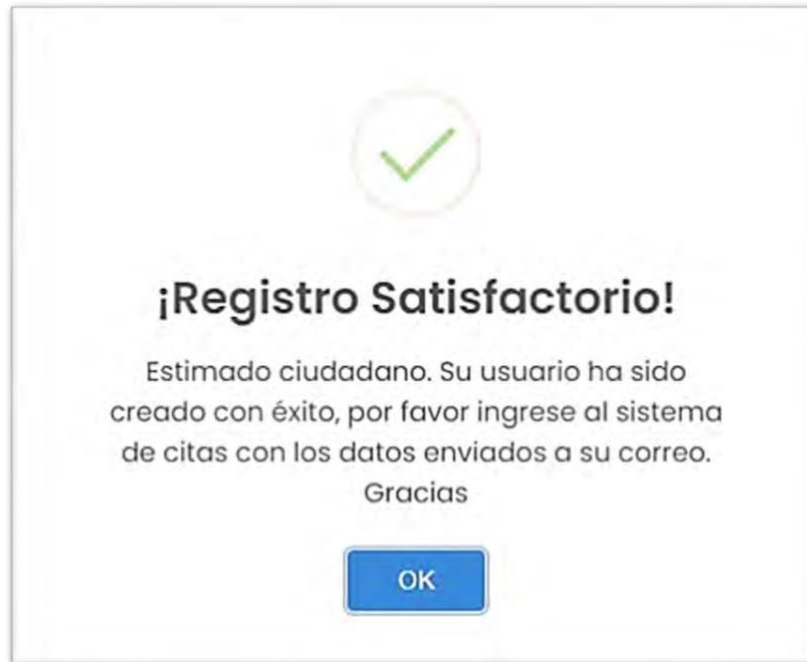 ¡Registro Satisfactorio!
Estimado ciudadano. Su usuario ha sido
creado con éxito, por favor ingrese al sistema
de citas con los datos enviados a su correo.
Gracias
OK